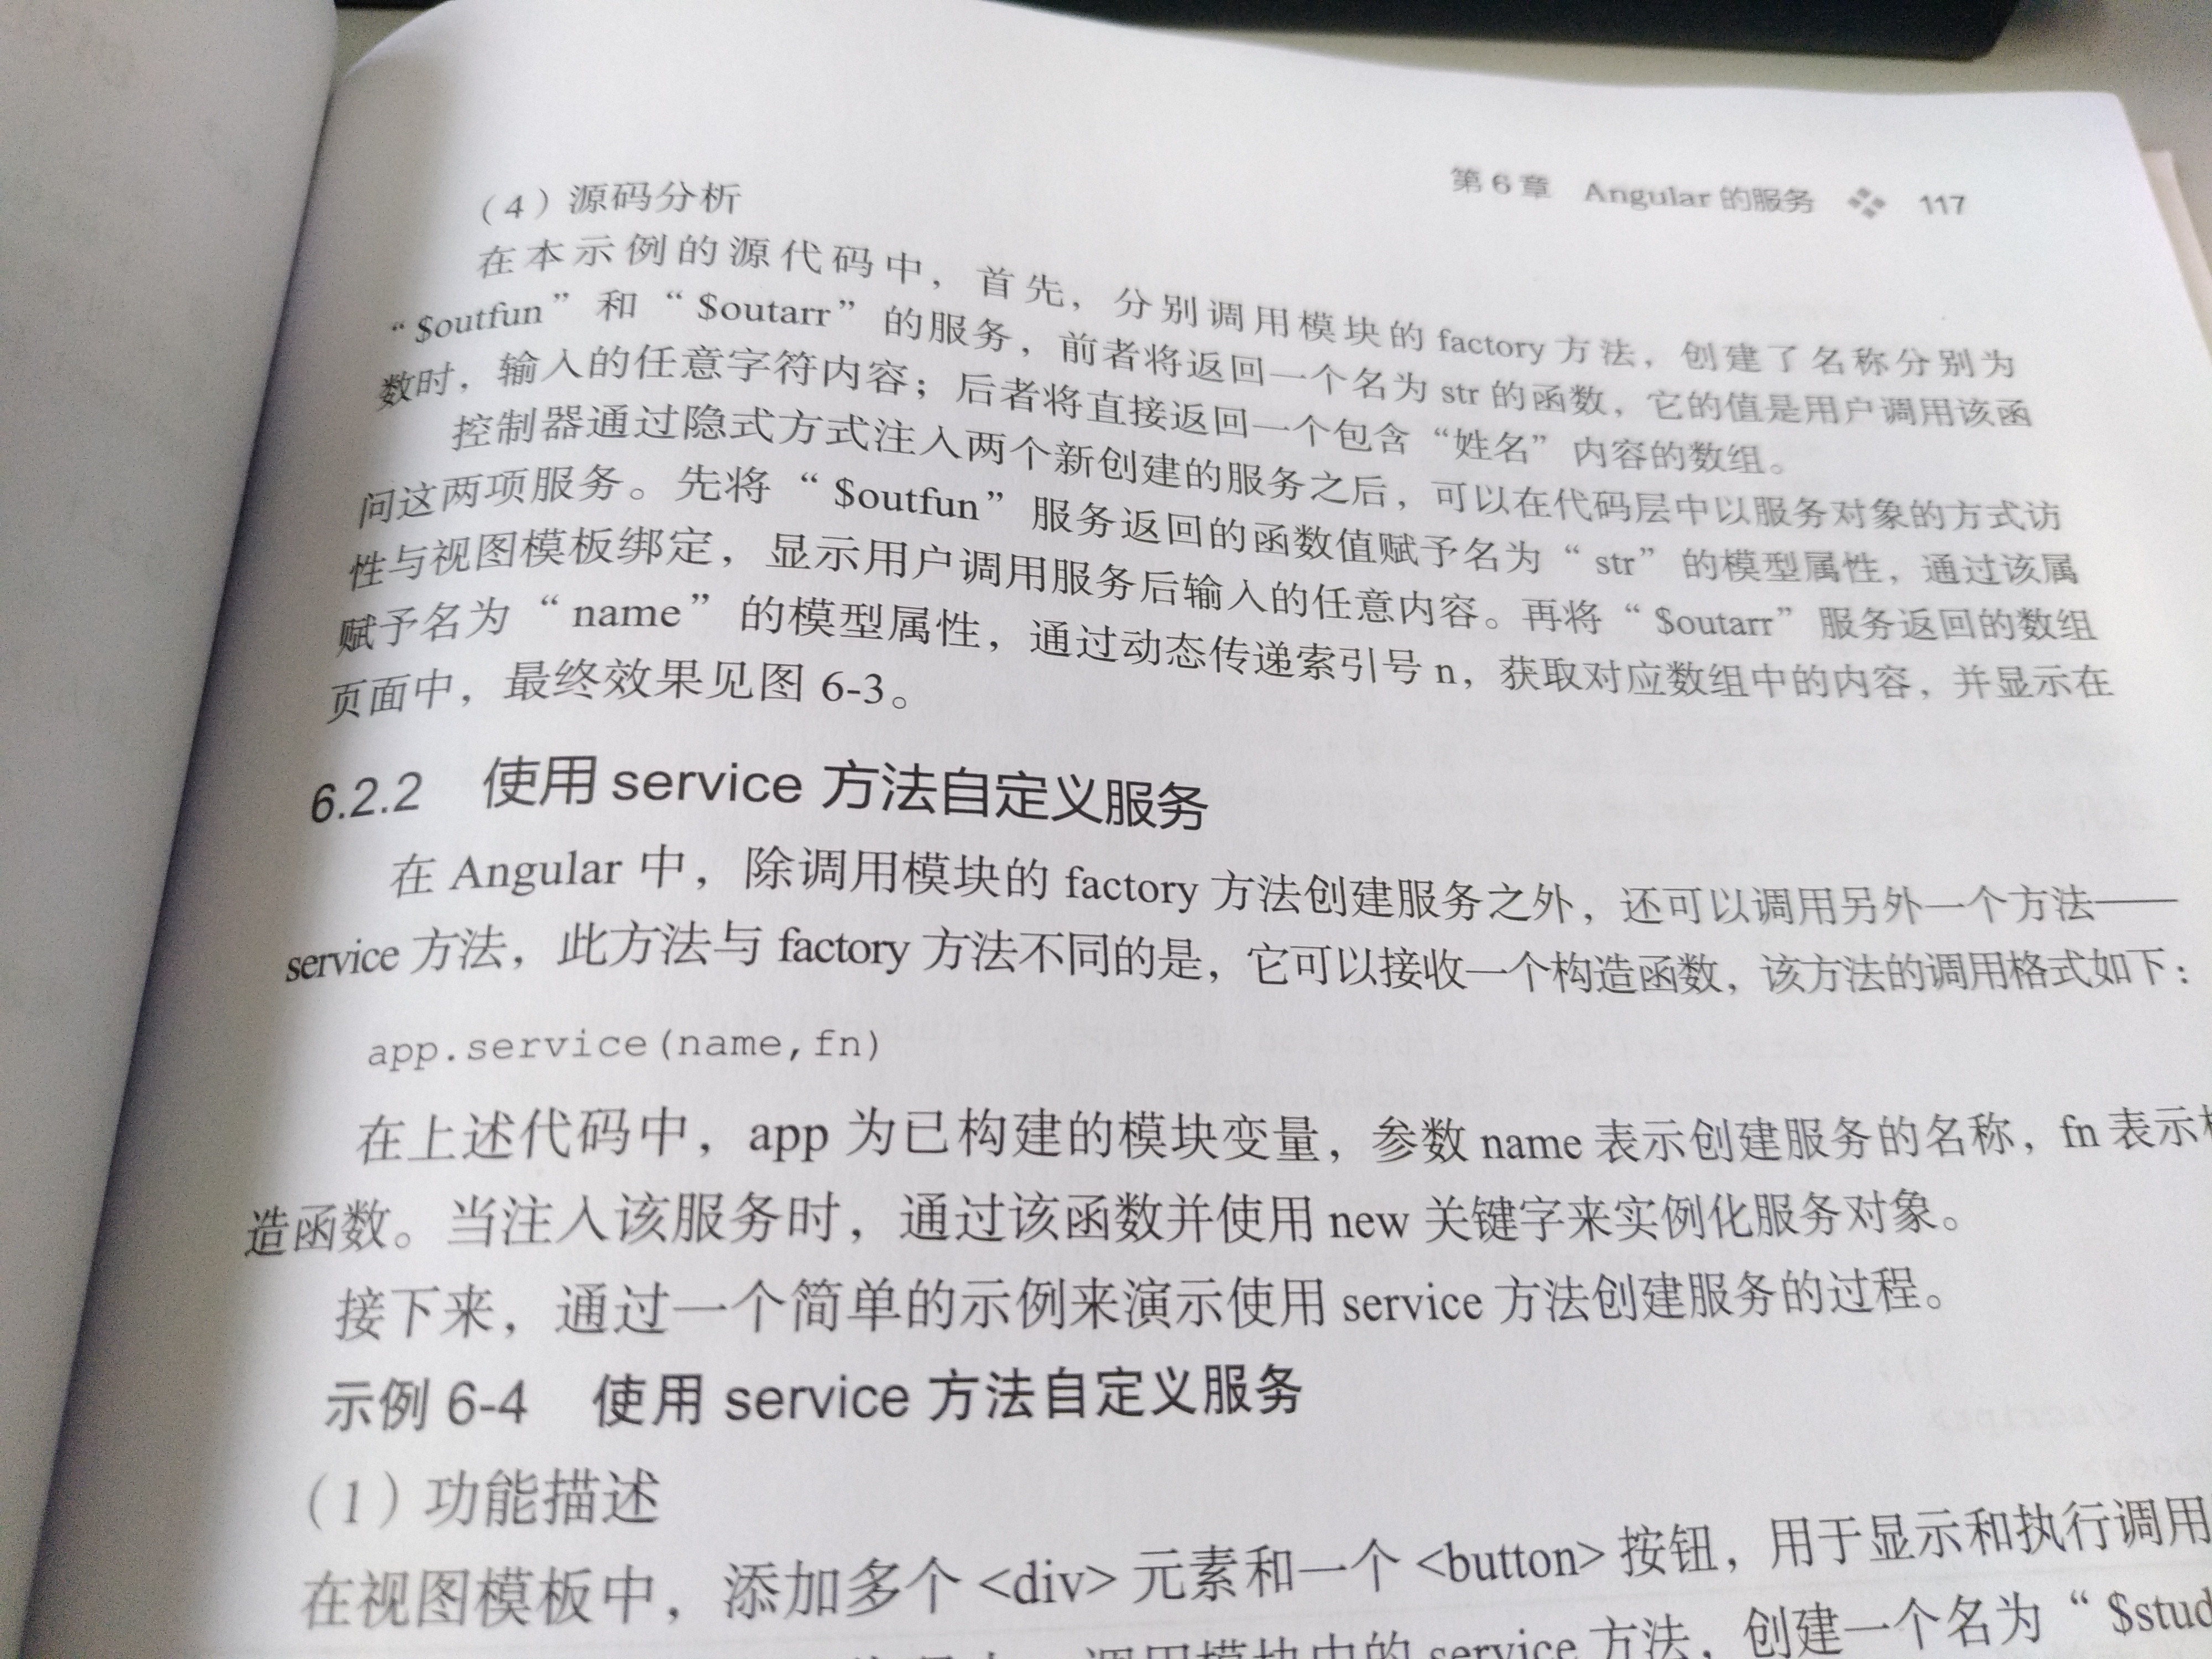 第 6 章 Angular 的服务 117
（4）源码分析
在本示例的源代码中，首先，分别调用模块的 factory 方法，创建了名称分别为
“$outfun”和“$outarr”的服务，前者将返回一个名为 str 的函数，它的值是用户调用该函
数时，输入的任意字符内容；后者将直接返回一个包含“姓名”内容的数组。
控制器通过隐式方式注入两个新创建的服务之后，可以在代码层中以服务对象的方式访
问这两项服务。先将“$outfun”服务返回的函数值赋予名为“str”的模型属性，通过该属
性与视图模板绑定，显示用户调用服务后输入的任意内容。再将“$outarr”服务返回的数组
赋予名为“name”的模型属性，通过动态传递索引号 n，获取对应数组中的内容，并显示在
页面中，最终效果见图 6-3。
6.2.2 使用 service 方法自定义服务
在 Angular 中，除调用模块的 factory 方法创建服务之外，还可以调用另外一个方法——
service 方法，此方法与 factory 方法不同的是，它可以接收一个构造函数，该方法的调用格式如下：
app.service(name,fn)
在上述代码中，app 为已构建的模块变量，参数 name 表示创建服务的名称，fn 表示
造函数。当注入该服务时，通过该函数并使用 new 关键字来实例化服务对象。
接下来，通过一个简单的示例来演示使用 service 方法创建服务的过程。
示例 6-4 使用 service 方法自定义服务
（1）功能描述
在视图模板中，添加多个 <div> 元素和一个 <button> 按钮，用于显示和执行调用
调用模块中的 service 方法，创建一个名为“$stud